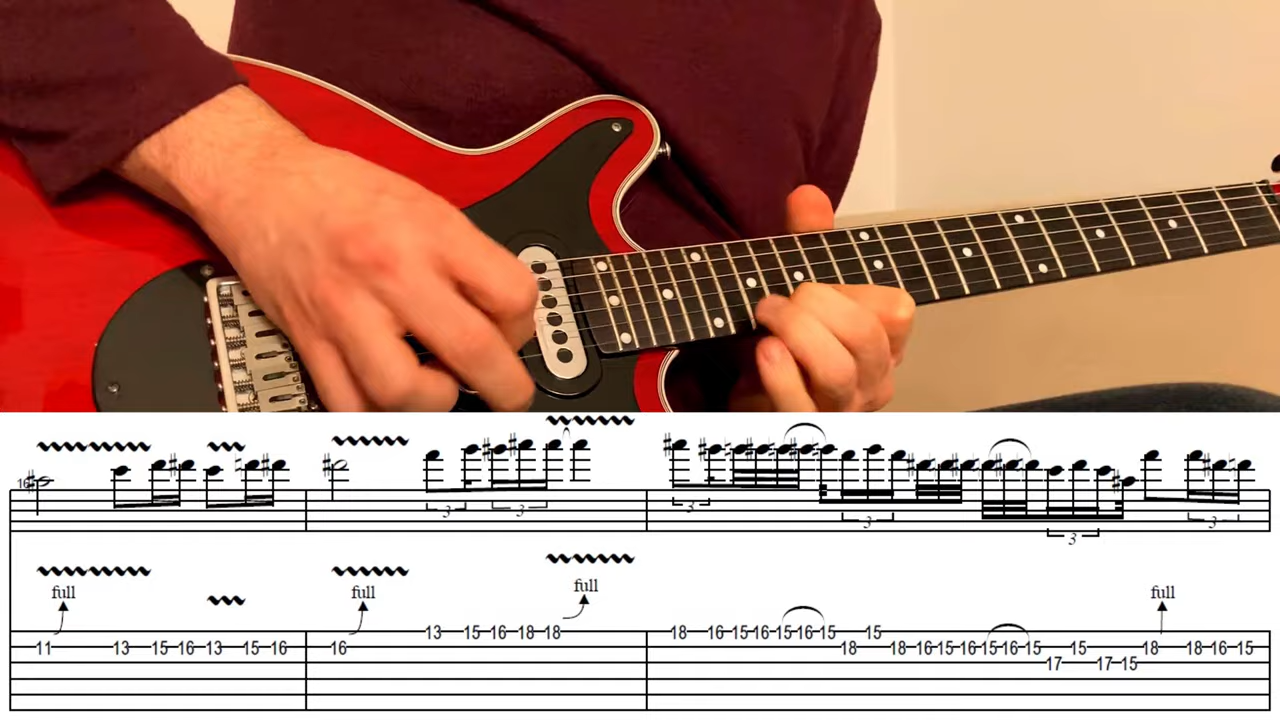 16
3 3 3 3 3 3
full full full full
13 15 16 18 18 18 16 15 16 15 16 15 15
11 13 15 16 13 15 16 16 18 18 16 15 16 15 16 15 15 18 18 16 15
17 17 15